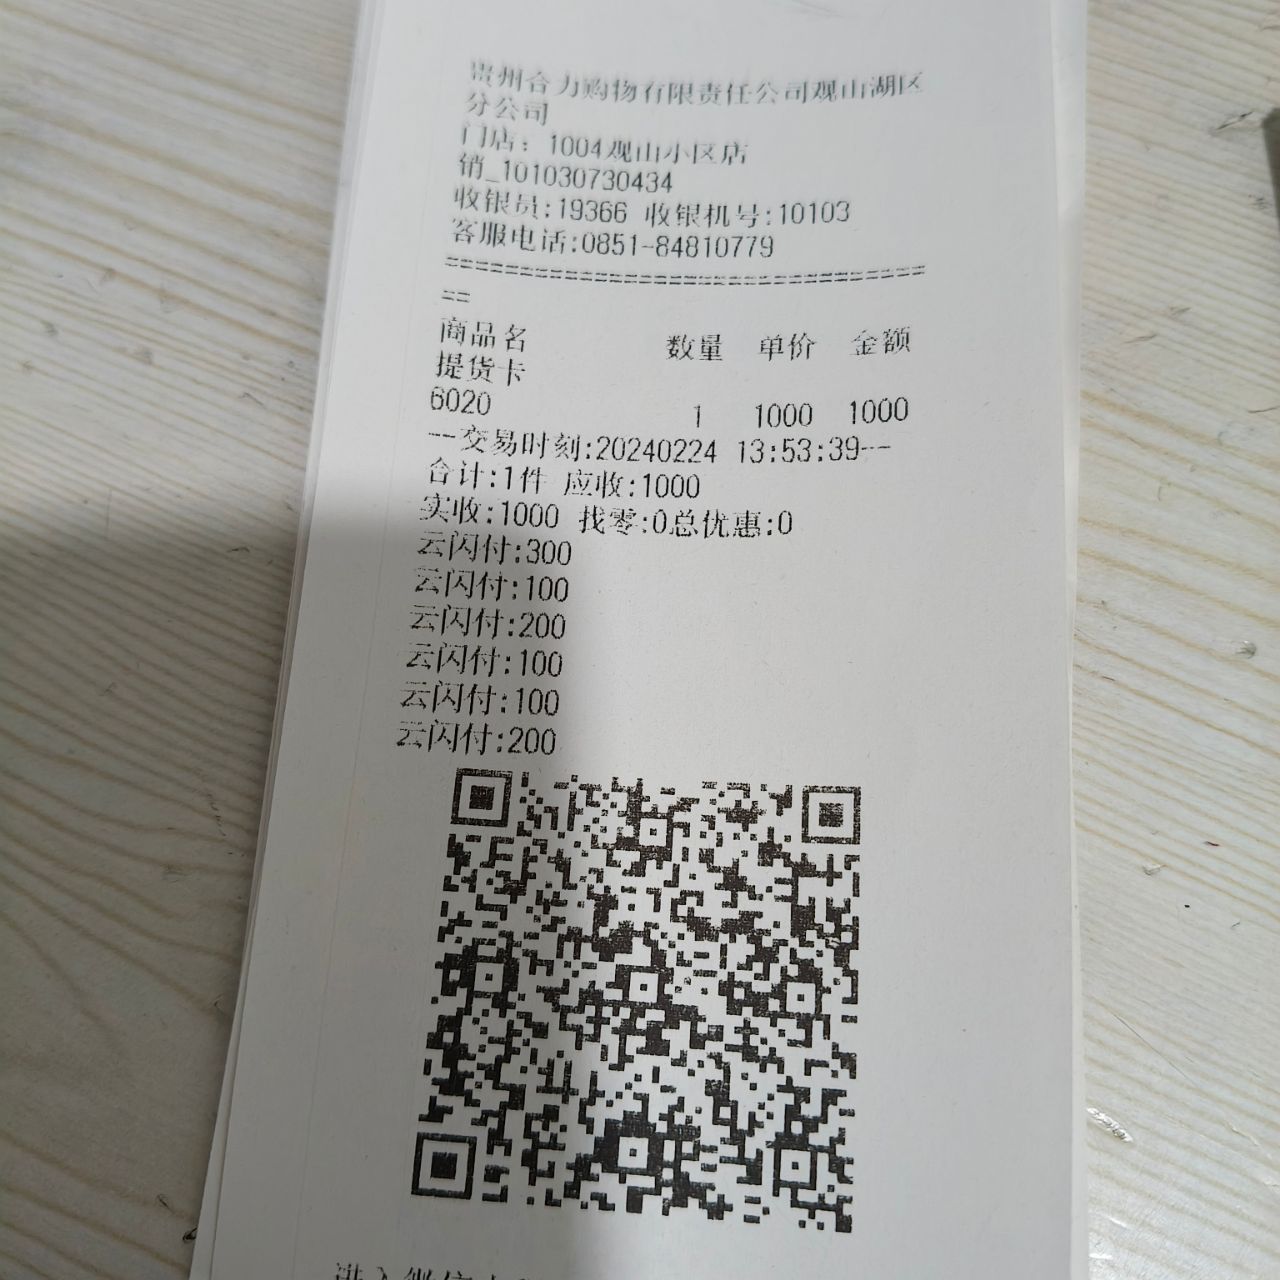 贵州合力购物有限责任公司观山湖区
分公司
门店：1004观山小区店
销_101030730434
收银员:19366 收银机号:10103
客服电话:0851-84810779
================================
==
商品名 数量 单价 金额
提货卡
6020 1 1000 1000
--交易时刻:20240224 13:53:39--
合计:1件 应收:1000
实收:1000 找零:0总优惠:0
云闪付:300
云闪付:100
云闪付:200
云闪付:100
云闪付:100
云闪付:200
进入微信小程